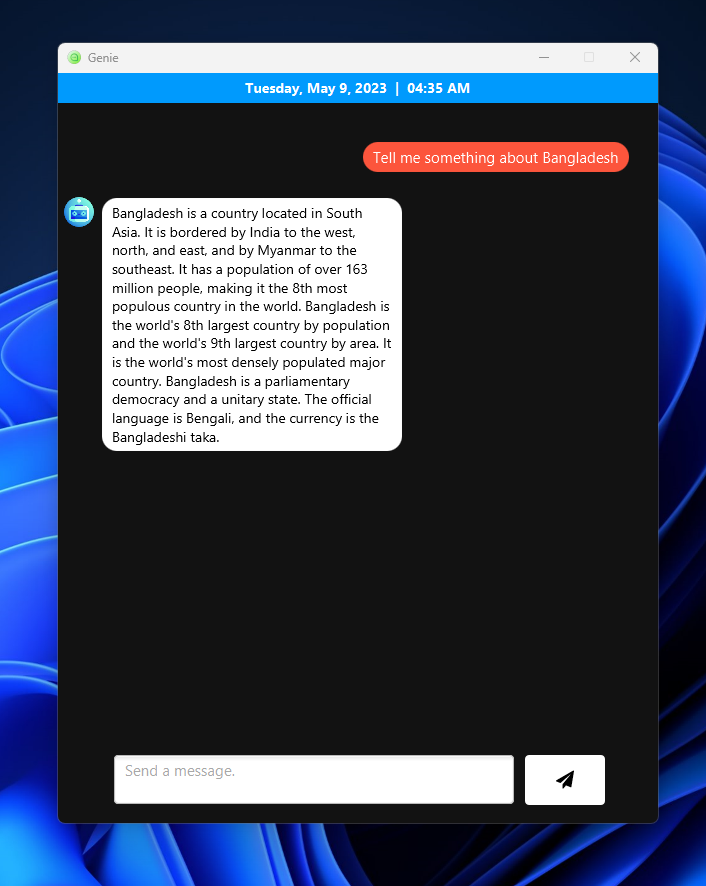 Genie
Tuesday, May 9, 2023 | 04:35 AM
Tell me something about Bangladesh
Bangladesh is a country located in South
Asia. It is bordered by India to the west,
north, and east, and by Myanmar to the
southeast. It has a population of over 163
million people, making it the 8th most
populous country in the world. Bangladesh is
the world's 8th largest country by population
and the world's 9th largest country by area. It
is the world's most densely populated major
country. Bangladesh is a parliamentary
democracy and a unitary state. The official
language is Bengali, and the currency is the
Bangladeshi taka.
Send a message.